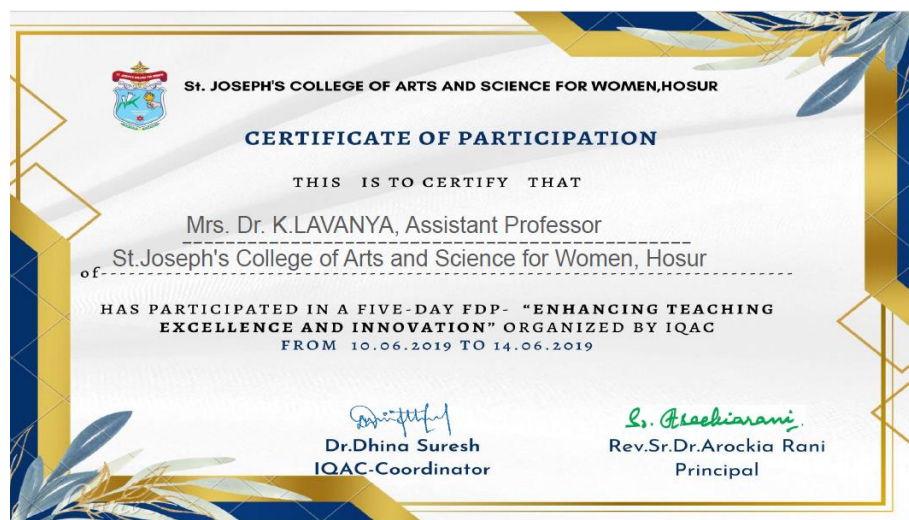 St. JOSEPH'S COLLEGE OF ARTS AND SCIENCE FOR WOMEN,HOSUR
CERTIFICATE OF PARTICIPATION
THIS IS TO CERTIFY THAT
Mrs. Dr. K.LAVANYA, Assistant Professor
of St.Joseph's College of Arts and Science for Women, Hosur
HAS PARTICIPATED IN A FIVE-DAY FDP- “ENHANCING TEACHING
EXCELLENCE AND INNOVATION” ORGANIZED BY IQAC
FROM 10.06.2019 TO 14.06.2019
Dr.Dhina Suresh
IQAC-Coordinator
Rev.Sr.Dr.Arockia Rani
Principal